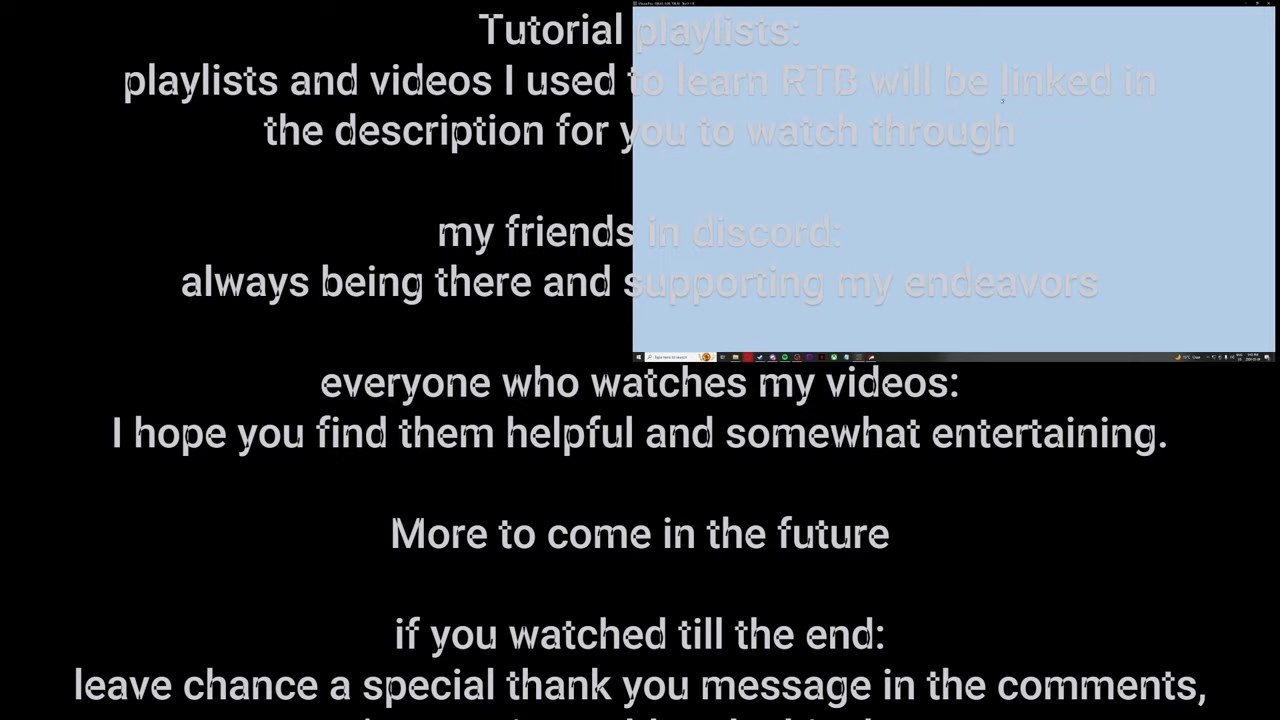 Tutorial playlists:
playlists and videos I used to learn RTB will be linked in
the description for you to watch through
my friends in discord:
always being there and supporting my endeavors
everyone who watches my videos:
I hope you find them helpful and somewhat entertaining.
More to come in the future
if you watched till the end:
leave chance a special thank you message in the comments,